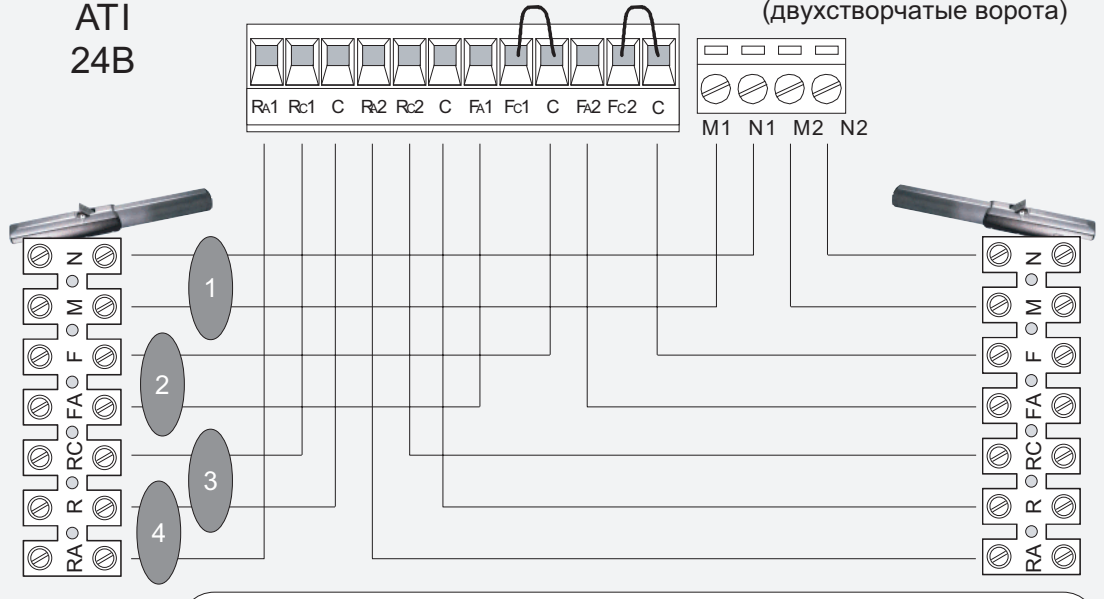 ATI
24В
(двухстворчатые ворота)
RA1 RC1 C RA2 RC2 C FA1 FC1 C FA2 FC2 C
M1 N1 M2 N2
N
M
F
FA
RC
R
RA
1
2
3
4
N
M
F
FA
RC
R
RA